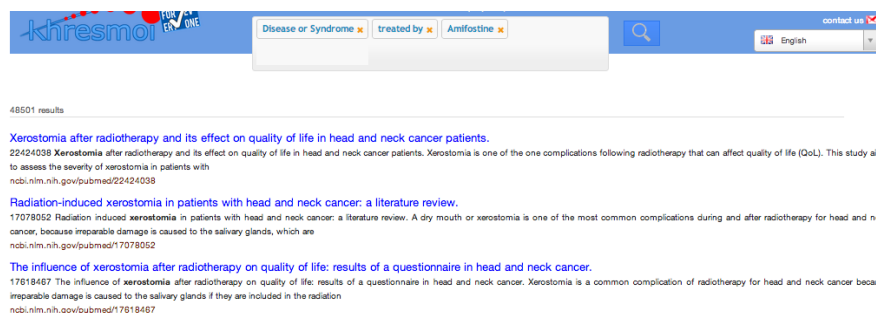 khresmoi FOR EV ERY ONE
Disease or Syndrome × treated by × Amifostine ×
contact us
English
48501 results
Xerostomia after radiotherapy and its effect on quality of life in head and neck cancer patients.
22424038 Xerostomia after radiotherapy and its effect on quality of life in head and neck cancer patients. Xerostomia is one of the one complications following radiotherapy that can affect quality of life (QoL). This study ai
to assess the severity of xerostomia in patients with
ncbi.nlm.nih.gov/pubmed/22424038
Radiation-induced xerostomia in patients with head and neck cancer: a literature review.
17078052 Radiation induced xerostomia in patients with head and neck cancer: a literature review. A dry mouth or xerostomia is one of the most common complications during and after radiotherapy for head and n
cancer, because irreparable damage is caused to the salivary glands, which are
ncbi.nlm.nih.gov/pubmed/17078052
The influence of xerostomia after radiotherapy on quality of life: results of a questionnaire in head and neck cancer.
17618467 The influence of xerostomia after radiotherapy on quality of life: results of a questionnaire in head and neck cancer. Xerostomia is a common complication of radiotherapy for head and neck cancer becau
irreparable damage is caused to the salivary glands if they are included in the radiation
ncbi.nlm.nih.gov/pubmed/17618467